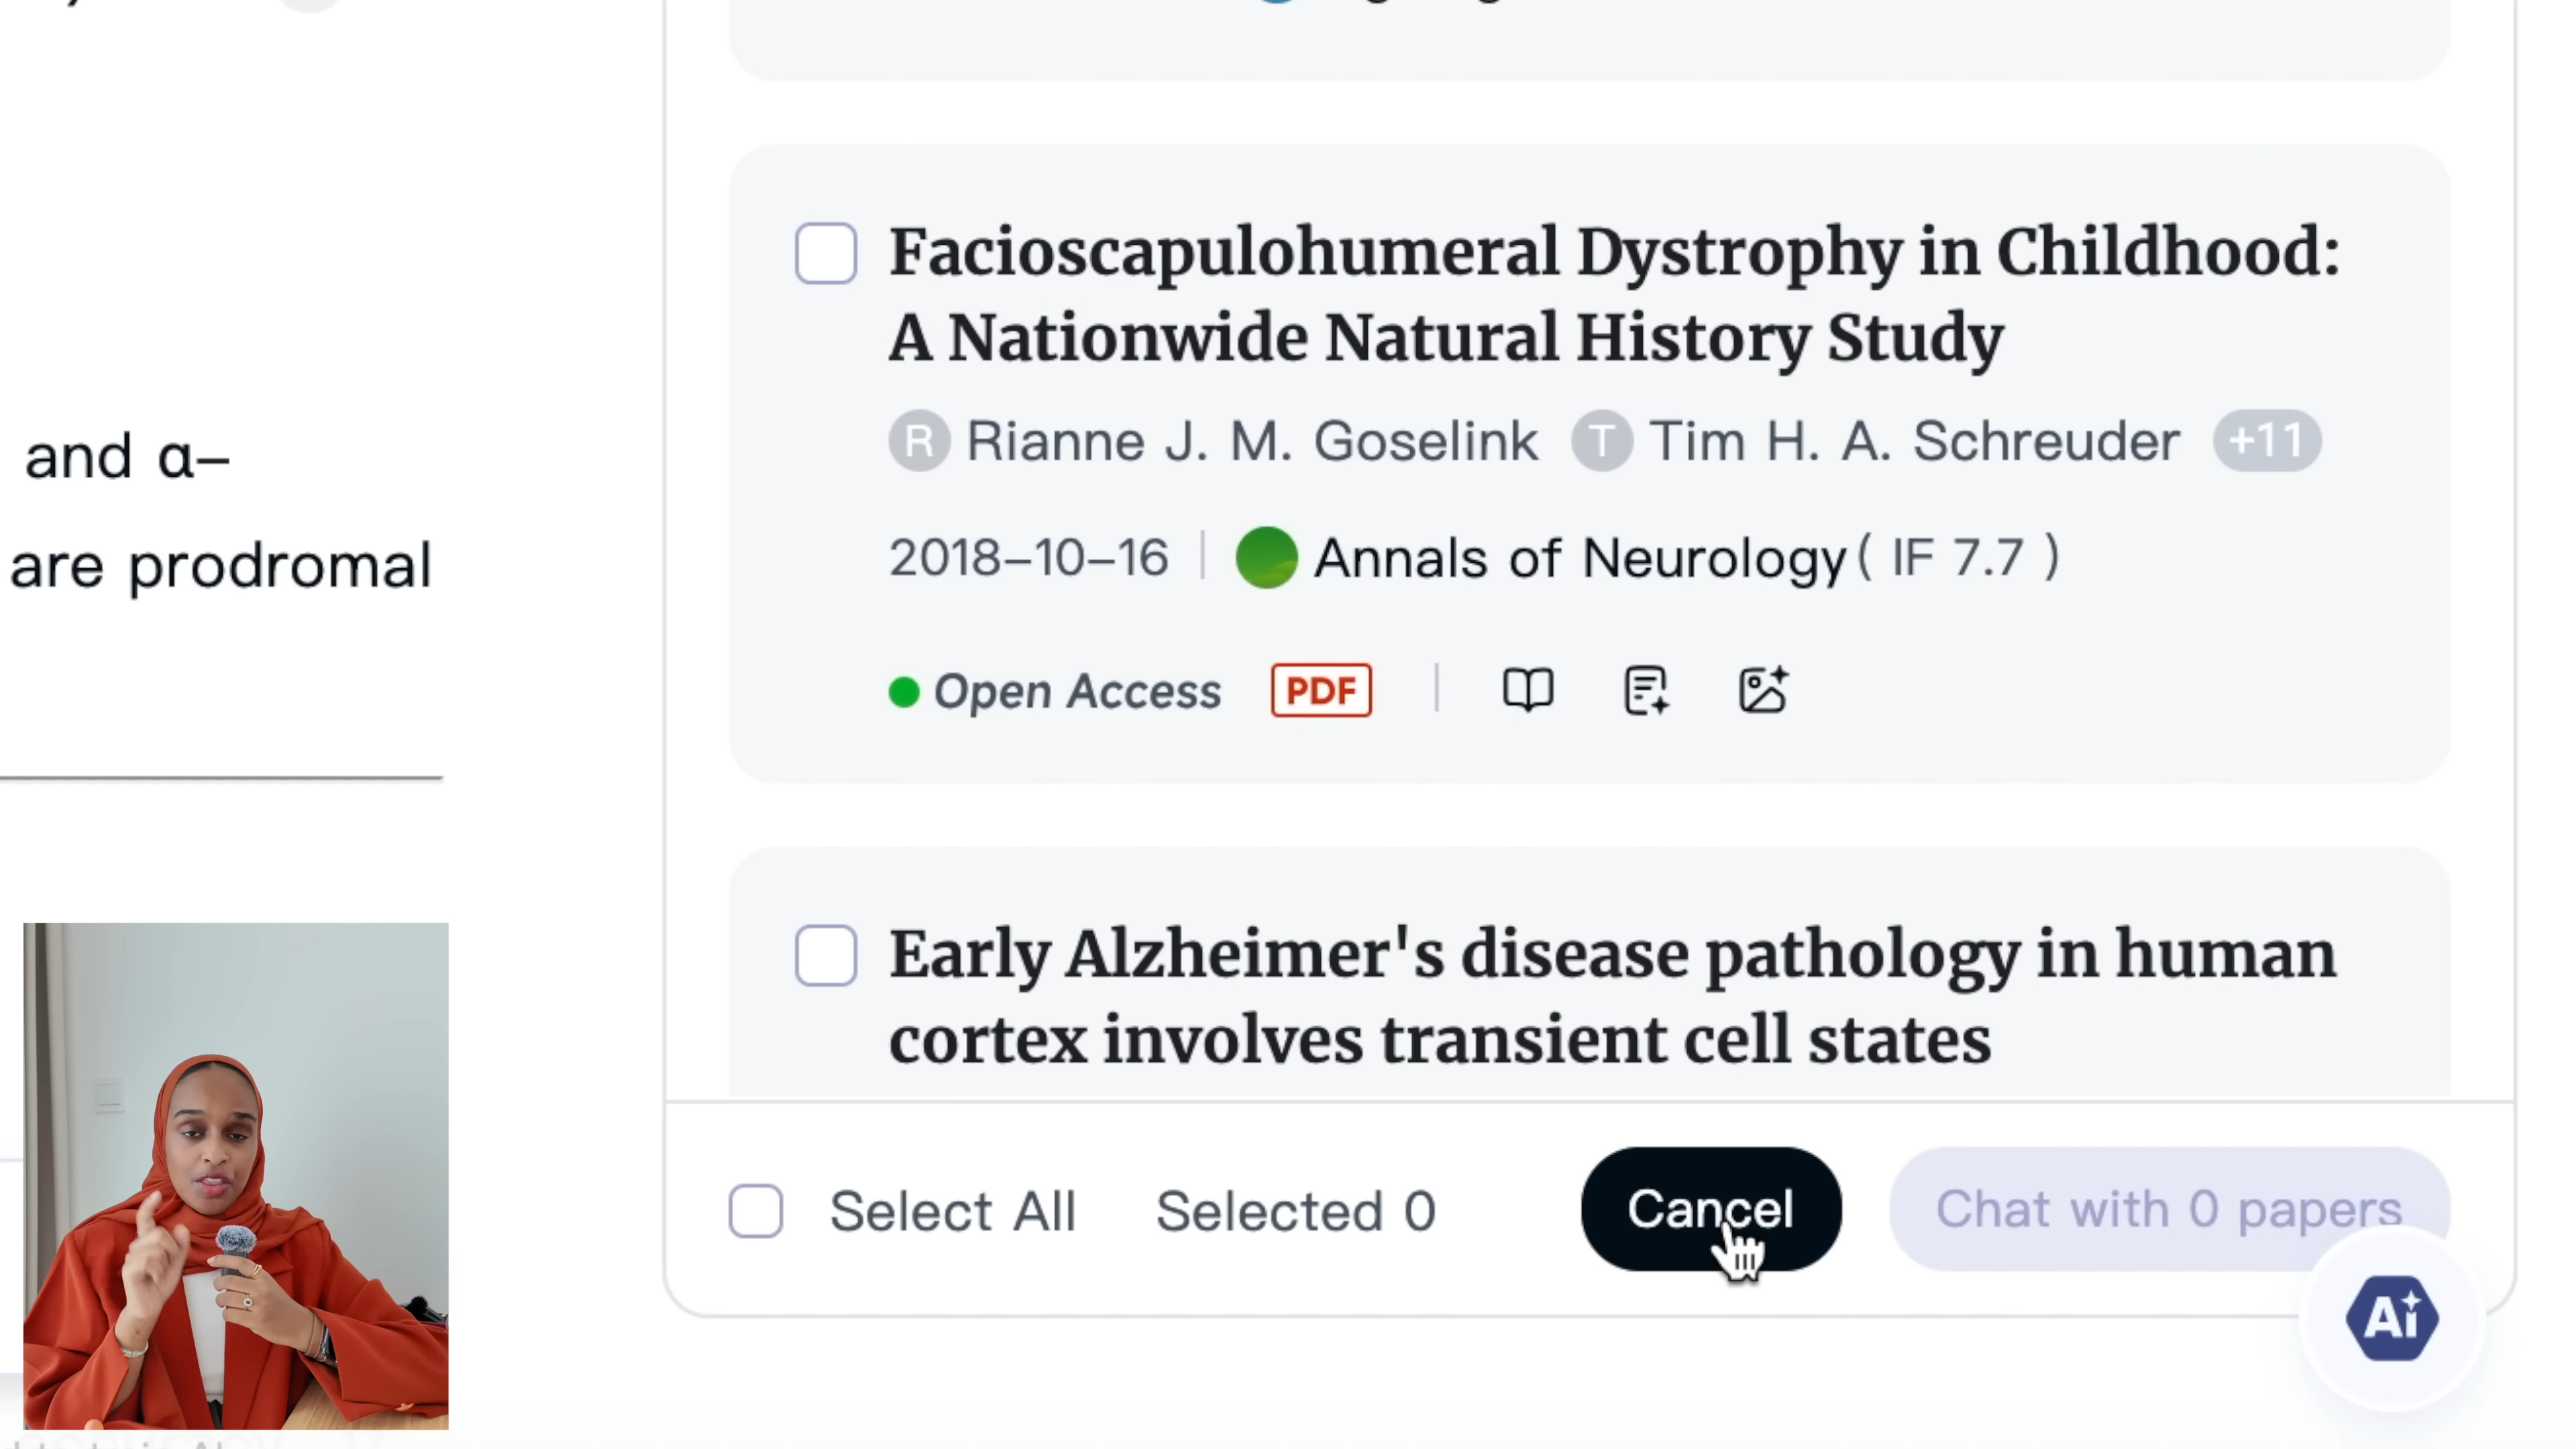 and α–
are prodromal
Facioscapulohumeral Dystrophy in Childhood:
A Nationwide Natural History Study
R Rianne J. M. Goselink T Tim H. A. Schreuder +11
2018–10–16 | Annals of Neurology ( IF 7.7 )
Open Access PDF
Early Alzheimer's disease pathology in human
cortex involves transient cell states
Select All Selected 0 Cancel Chat with 0 papers
Ai